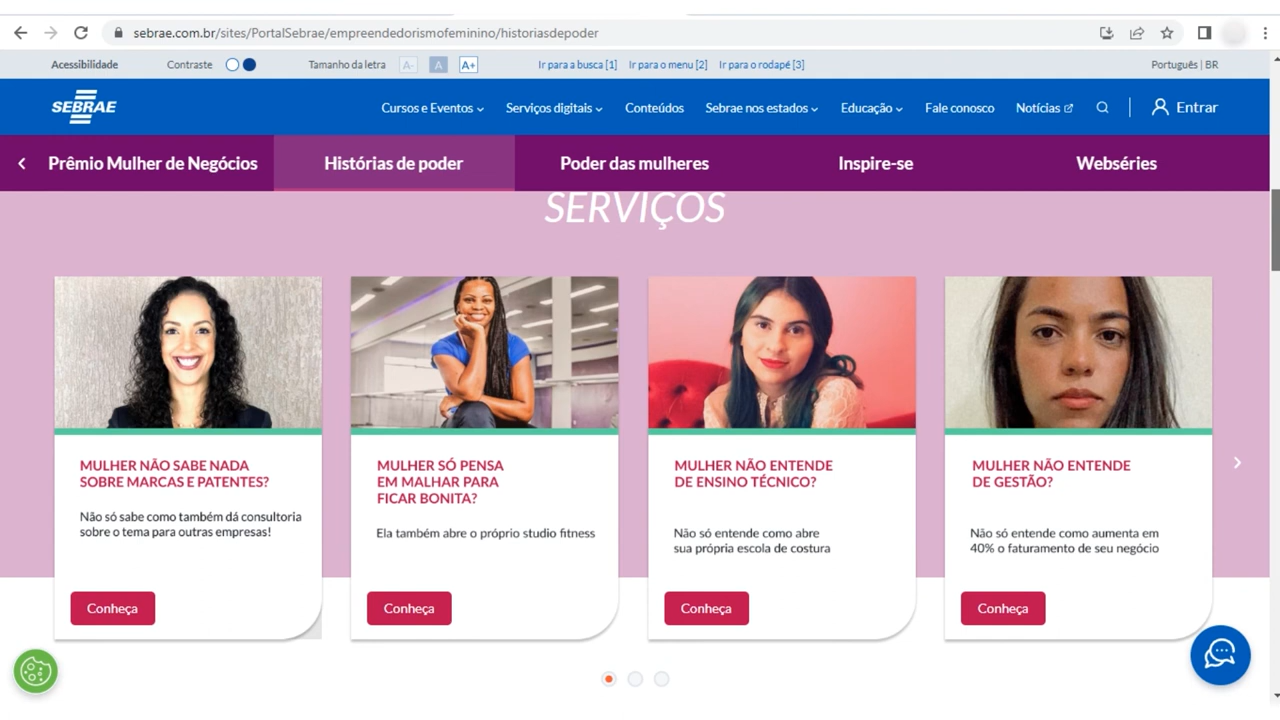 sebrae.com.br/sites/PortalSebrae/empreendedorismofeminino/historiasdepoder
Acessibilidade Contraste Tamanho da letra A- A A+ Ir para a busca [1] Ir para o menu [2] Ir para o rodapé [3] Português | BR
SEBRAE Cursos e Eventos Serviços digitais Conteúdos Sebrae nos estados Educação Fale conosco Notícias Entrar
Prêmio Mulher de Negócios Histórias de poder Poder das mulheres Inspire-se Webséries
SERVIÇOS
MULHER NÃO SABE NADA
SOBRE MARCAS E PATENTES?
Não só sabe como também dá consultoria
sobre o tema para outras empresas!
Conheça
MULHER SÓ PENSA
EM MALHAR PARA
FICAR BONITA?
Ela também abre o próprio studio fitness
Conheça
MULHER NÃO ENTENDE
DE ENSINO TÉCNICO?
Não só entende como abre
sua própria escola de costura
Conheça
MULHER NÃO ENTENDE
DE GESTÃO?
Não só entende como aumenta em
40% o faturamento de seu negócio
Conheça